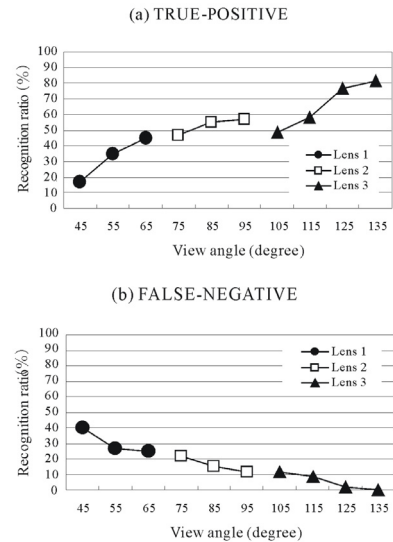 (a) TRUE-POSITIVE
100
90
80
70
60
50
40
30
20
10
0
Recognition ratio (%)
Lens 1
Lens 2
Lens 3
45 55 65 75 85 95 105 115 125 135
View angle (degree)
(b) FALSE-NEGATIVE
100
90
80
70
60
50
40
30
20
10
0
Recognition ratio(%)
Lens 1
Lens 2
Lens 3
45 55 65 75 85 95 105 115 125 135
View angle (degree)